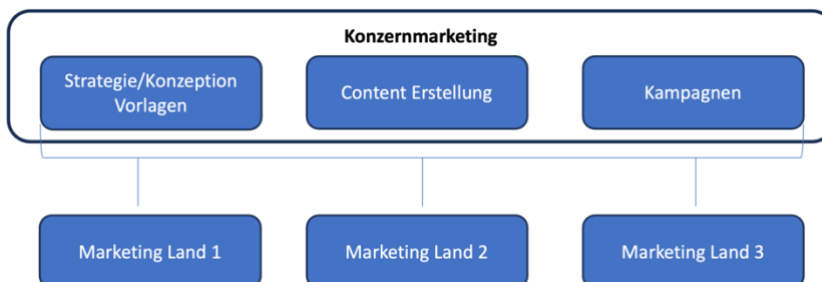 Konzernmarketing
Strategie/Konzeption
Vorlagen
Content Erstellung
Kampagnen
Marketing Land 1
Marketing Land 2
Marketing Land 3